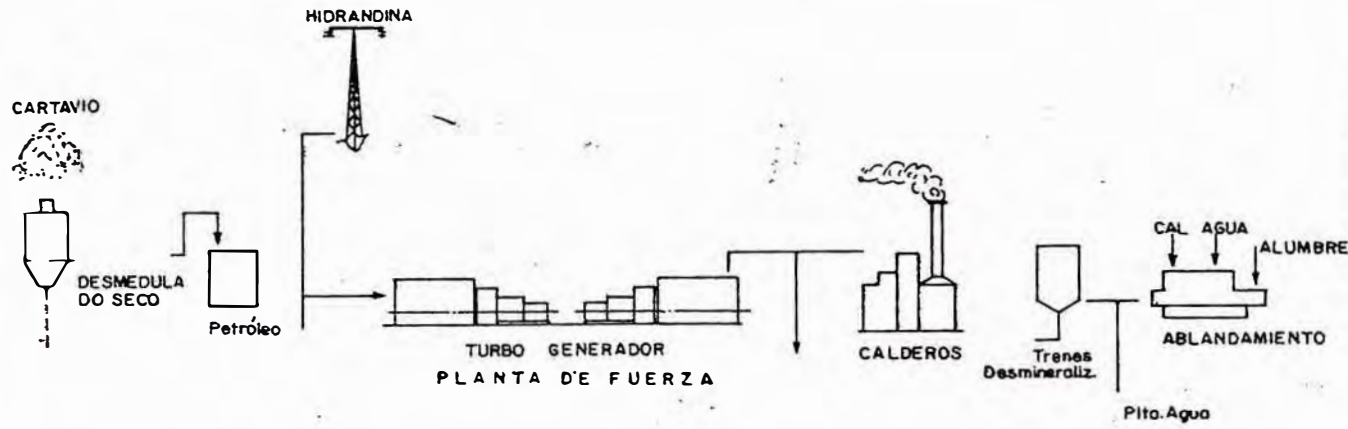 HIDRANDINA
CARTAVIO
DESMEDULA
DO SECO
Petróleo
TURBO GENERADOR
PLANTA DE FUERZA
CALDEROS
Trenes
Desmineraliz.
CAL AGUA
ALUMBRE
ABLANDAMIENTO
Plta. Agua